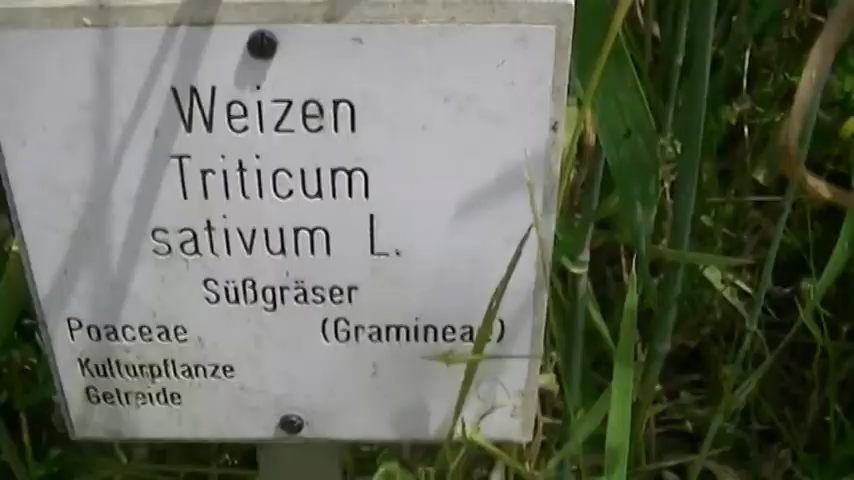 Weizen
Triticum
sativum L.
Süßgräser
Poaceae (Gramineae)
Kulturpflanze
Getreide